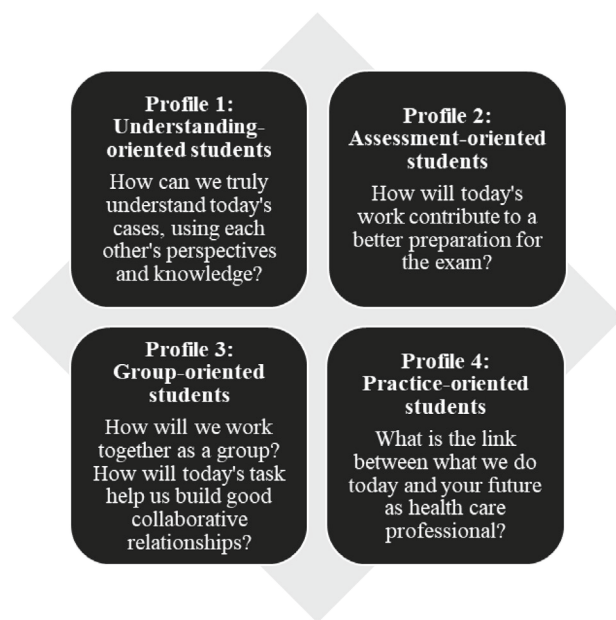 Profile 1:
Understanding-
oriented students
How can we truly
understand today's
cases, using each
other's perspectives
and knowledge?
Profile 2:
Assessment-oriented
students
How will today's
work contribute to a
better preparation for
the exam?
Profile 3:
Group-oriented
students
How will we work
together as a group?
How will today's task
help us build good
collaborative
relationships?
Profile 4:
Practice-oriented
students
What is the link
between what we do
today and your future
as health care
professional?